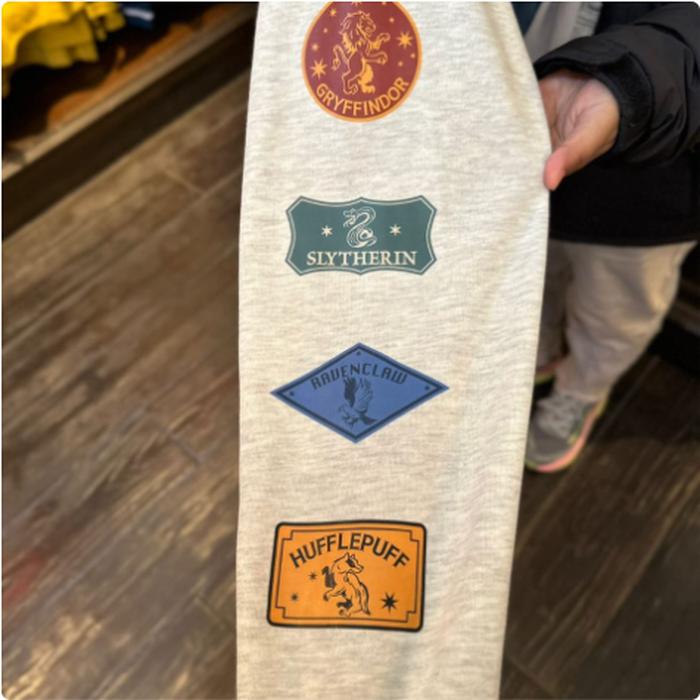 GRYFFINDOR
SLYTHERIN
RAVENCLAW
HUFFLEPUFF